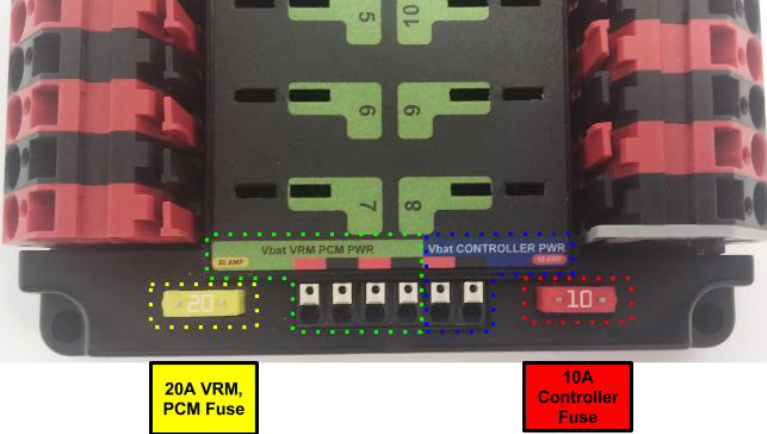 5 10
6 9
7 8
Vbat VRM PCM PWR
Vbat CONTROLLER PWR
20 AMP
10 AMP
20
10
20A VRM,
PCM Fuse
10A
Controller
Fuse